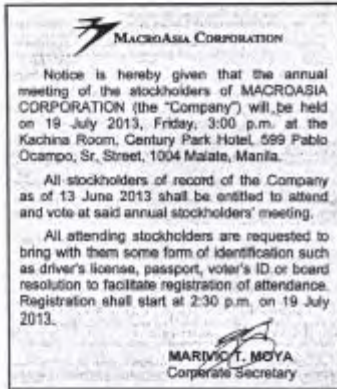 MACROASIA CORPORATION
Notice is hereby given that the annual
meeting of the stockholders of MACROASIA
CORPORATION (the "Company") will be held
on 19 July 2013, Friday, 3:00 p.m. at the
Kachina Room, Century Park Hotel, 599 Pablo
Ocampo, Sr. Street, 1004 Malate, Manila.
All stockholders of record of the Company
as of 13 June 2013 shall be entitled to attend
and vote at said annual stockholders' meeting.
All attending stockholders are requested to
bring with them some form of identification such
as driver's license, passport, voter's ID or board
resolution to facilitate registration of attendance.
Registration shall start at 2:30 p.m. on 19 July
2013.
MARIVIC T. MOYA
Corporate Secretary